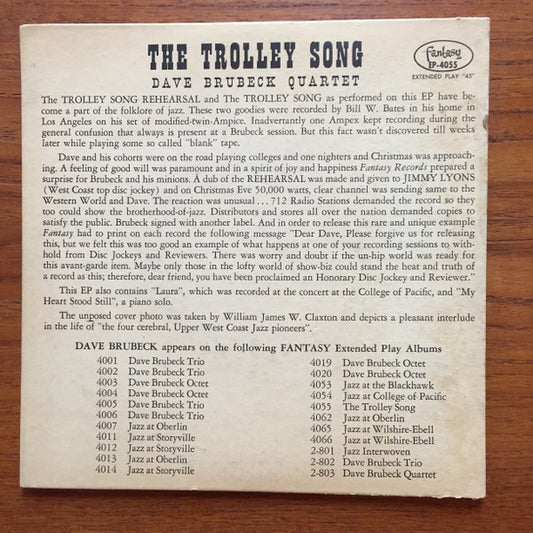 THE TROLLEY SONG
DAVE BRUBECK QUARTET
Fantasy
EP-4055
EXTENDED PLAY "45"
The TROLLEY SONG REHEARSAL and The TROLLEY SONG as performed on this EP have be-
come a part of the folklore of jazz. These two goodies were recorded by Bill W. Bates in his home in
Los Angeles on his set of modified-twin-Ampice. Inadvertantly one Ampex kept recording during the
general confusion that always is present at a Brubeck session. But this fact wasn't discovered till weeks
later while playing some so called "blank" tape.
Dave and his cohorts were on the road playing colleges and one nighters and Christmas was approach-
ing. A feeling of good will was paramount and in a spirit of joy and happiness Fantasy Records prepared a
surprise for Brubeck and his minions. A dub of the REHEARSAL was made and given to JIMMY LYONS
(West Coast top disc jockey) and on Christmas Eve 50,000 watts, clear channel was sending same to the
Western World and Dave. The reaction was unusual . . . 712 Radio Stations demanded the record so they
too could show the brotherhood-of-jazz. Distributors and stores all over the nation demanded copies to
satisfy the public. Brubeck signed with another label. And in order to release this rare and unique example
Fantasy had to print on each record the following message "Dear Dave, Please forgive us for releasing
this, but we felt this was too good an example of what happens at one of your recording sessions to with-
hold from Disc Jockeys and Reviewers. There was worry and doubt if the un-hip world was ready for
this avant-garde item. Maybe only those in the lofty world of show-biz could stand the heat and truth of
a record as this; therefore, dear friend, you have been proclaimed an Honorary Disc Jockey and Reviewer."
This EP also contains "Laura", which was recorded at the concert at the College of Pacific, and "My
Heart Stood Still", a piano solo.
The unposed cover photo was taken by William James W. Claxton and depicts a pleasant interlude
in the life of "the four cerebral, Upper West Coast Jazz pioneers".
DAVE BRUBECK appears on the following FANTASY Extended Play Albums
4001 Dave Brubeck Trio
4002 Dave Brubeck Trio
4003 Dave Brubeck Octet
4004 Dave Brubeck Octet
4005 Dave Brubeck Trio
4006 Dave Brubeck Trio
4007 Jazz at Oberlin
4011 Jazz at Storyville
4012 Jazz at Storyville
4013 Jazz at Oberlin
4014 Jazz at Storyville
4019 Dave Brubeck Octet
4020 Dave Brubeck Octet
4053 Jazz at the Blackhawk
4054 Jazz at College of Pacific
4055 The Trolley Song
4062 Jazz at Oberlin
4065 Jazz at Wilshire-Ebell
4066 Jazz at Wilshire-Ebell
2-801 Jazz Interwoven
2-802 Dave Brubeck Trio
2-803 Dave Brubeck Quartet